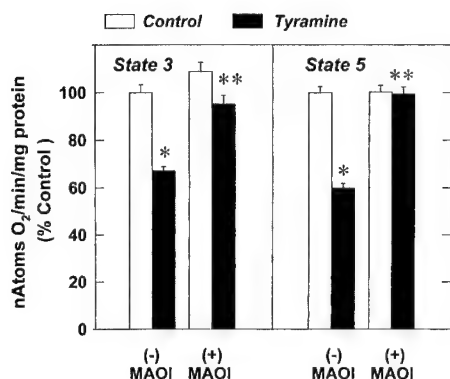 Control Tyramine
State 3 State 5
nAtoms O₂/min/mg protein
(% Control )
100
80
60
40
20
0
* ** * **
(-) (+) (-) (+)
MAOI MAOI MAOI MAOI